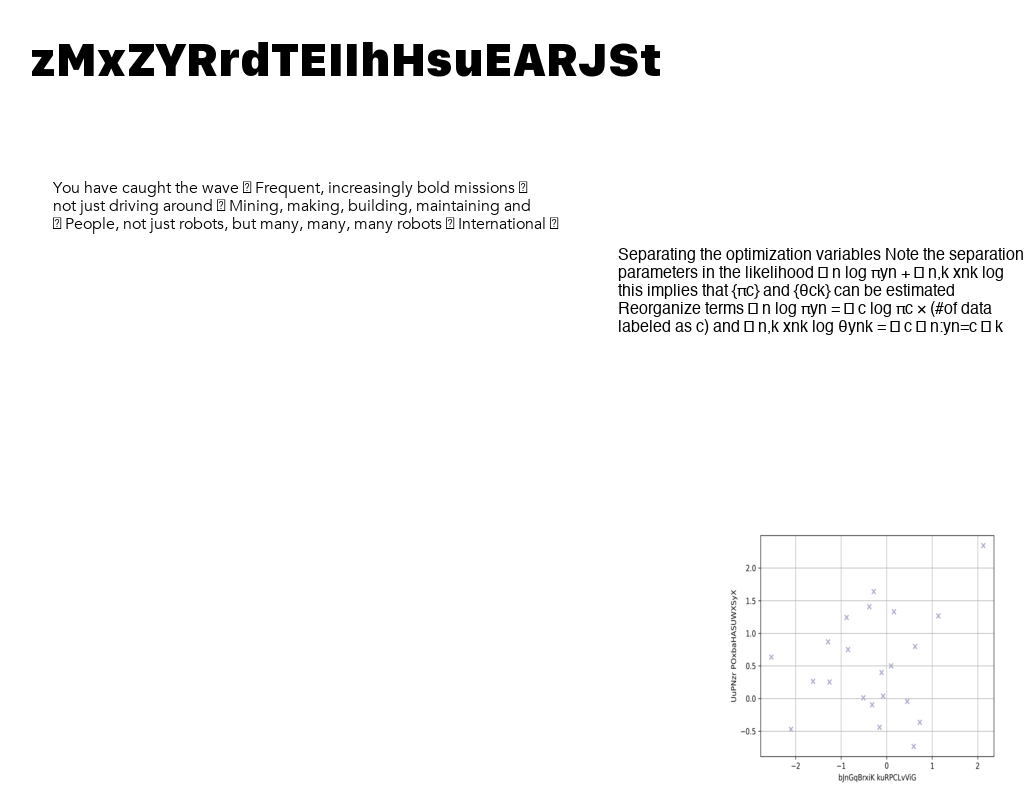 zMxZYRrdTEIIhHsuEARJSt
You have caught the wave � Frequent, increasingly bold missions �
not just driving around � Mining, making, building, maintaining and
� People, not just robots, but many, many, many robots � International �
Separating the optimization variables Note the separation
parameters in the likelihood � n log πyn + � n,k xnk log
this implies that {πc} and {θck} can be estimated
Reorganize terms � n log πyn = � c log πc × (#of data
labeled as c) and � n,k xnk log θynk = � c � n:yn=c � k
UuPNzr POxbaHASUWXSyX
2.0
1.5
1.0
0.5
0.0
−0.5
−2 −1 0 1 2
bJnGqBrxiK kuRPCLvViG